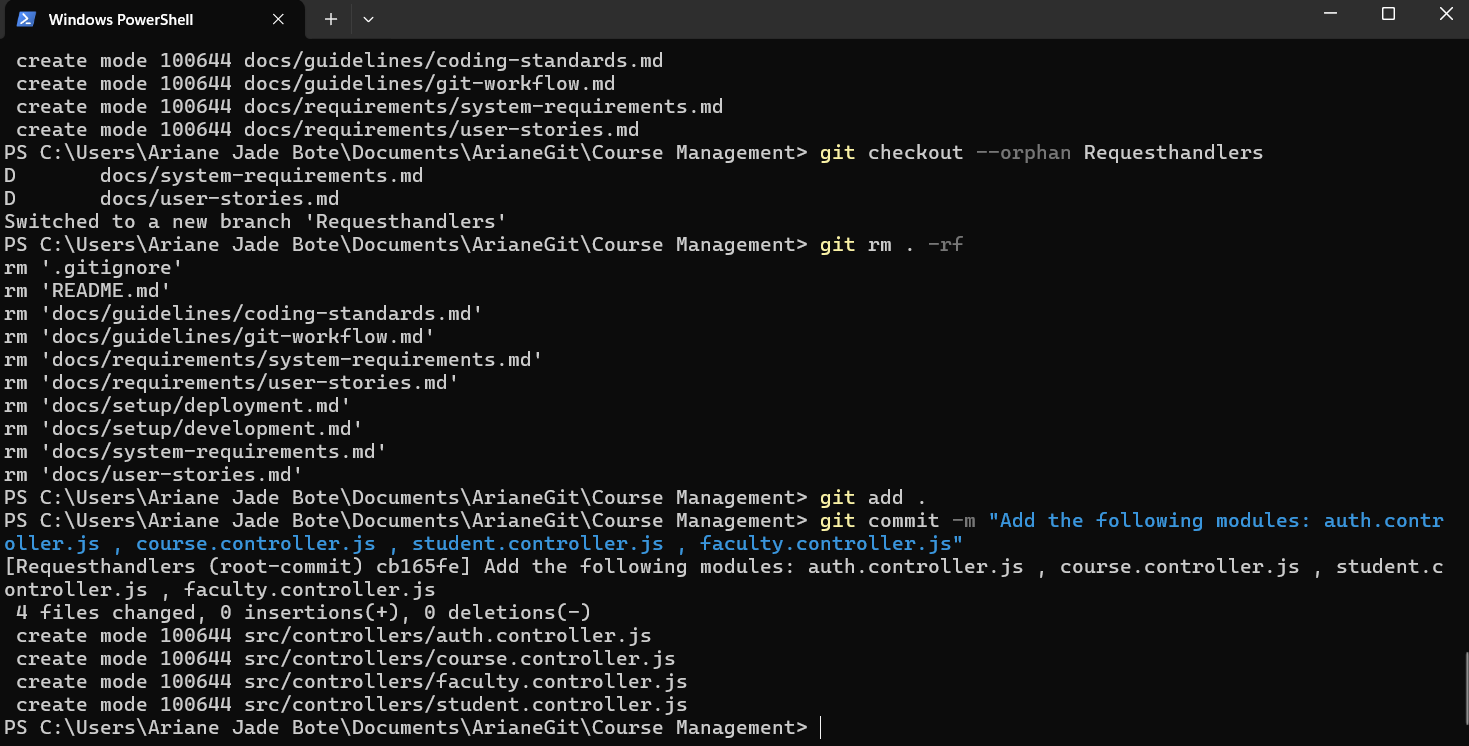 Windows PowerShell
create mode 100644 docs/guidelines/coding-standards.md
create mode 100644 docs/guidelines/git-workflow.md
create mode 100644 docs/requirements/system-requirements.md
create mode 100644 docs/requirements/user-stories.md
PS C:\Users\Ariane Jade Bote\Documents\ArianeGit\Course Management> git checkout --orphan Requesthandlers
D       docs/system-requirements.md
D       docs/user-stories.md
Switched to a new branch 'Requesthandlers'
PS C:\Users\Ariane Jade Bote\Documents\ArianeGit\Course Management> git rm . -rf
rm '.gitignore'
rm 'README.md'
rm 'docs/guidelines/coding-standards.md'
rm 'docs/guidelines/git-workflow.md'
rm 'docs/requirements/system-requirements.md'
rm 'docs/requirements/user-stories.md'
rm 'docs/setup/deployment.md'
rm 'docs/setup/development.md'
rm 'docs/system-requirements.md'
rm 'docs/user-stories.md'
PS C:\Users\Ariane Jade Bote\Documents\ArianeGit\Course Management> git add .
PS C:\Users\Ariane Jade Bote\Documents\ArianeGit\Course Management> git commit -m "Add the following modules: auth.contr
oller.js , course.controller.js , student.controller.js , faculty.controller.js"
[Requesthandlers (root-commit) cb165fe] Add the following modules: auth.controller.js , course.controller.js , student.c
ontroller.js , faculty.controller.js
4 files changed, 0 insertions(+), 0 deletions(-)
create mode 100644 src/controllers/auth.controller.js
create mode 100644 src/controllers/course.controller.js
create mode 100644 src/controllers/faculty.controller.js
create mode 100644 src/controllers/student.controller.js
PS C:\Users\Ariane Jade Bote\Documents\ArianeGit\Course Management>